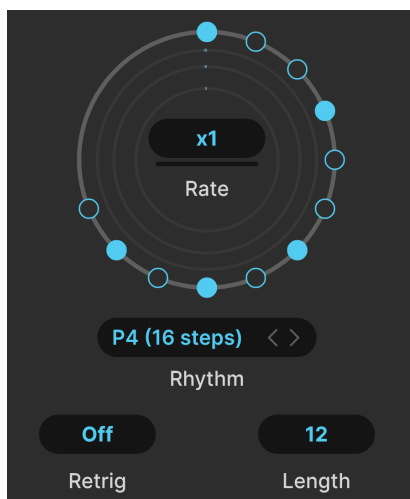 x1
Rate
P4 (16 steps)
Rhythm
Off
12
Retrig
Length